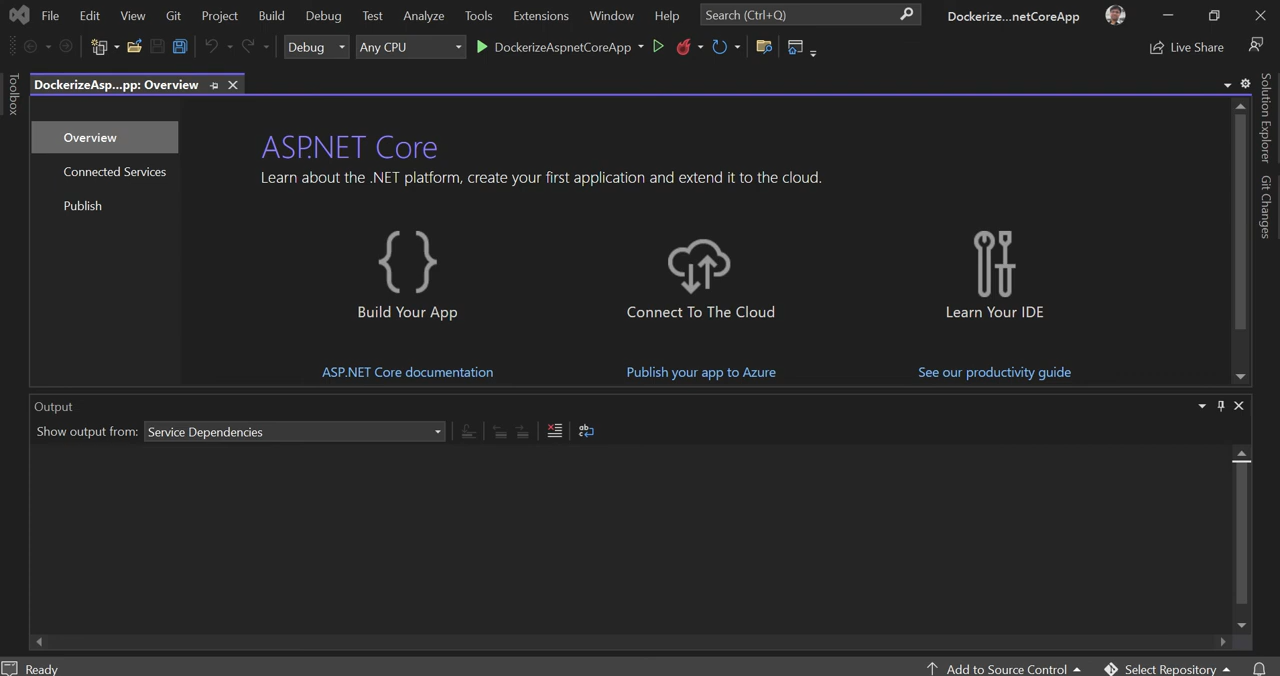 File Edit View Git Project Build Debug Test Analyze Tools Extensions Window Help Search (Ctrl+Q) Dockerize...netCoreApp
Debug Any CPU DockerizeAspnetCoreApp Live Share
Toolbox
DockerizeAsp...pp: Overview
Solution Explorer
Git Changes
Overview
Connected Services
Publish
ASP.NET Core
Learn about the .NET platform, create your first application and extend it to the cloud.
Build Your App Connect To The Cloud Learn Your IDE
ASP.NET Core documentation Publish your app to Azure See our productivity guide
Output
Show output from: Service Dependencies
Ready Add to Source Control Select Repository